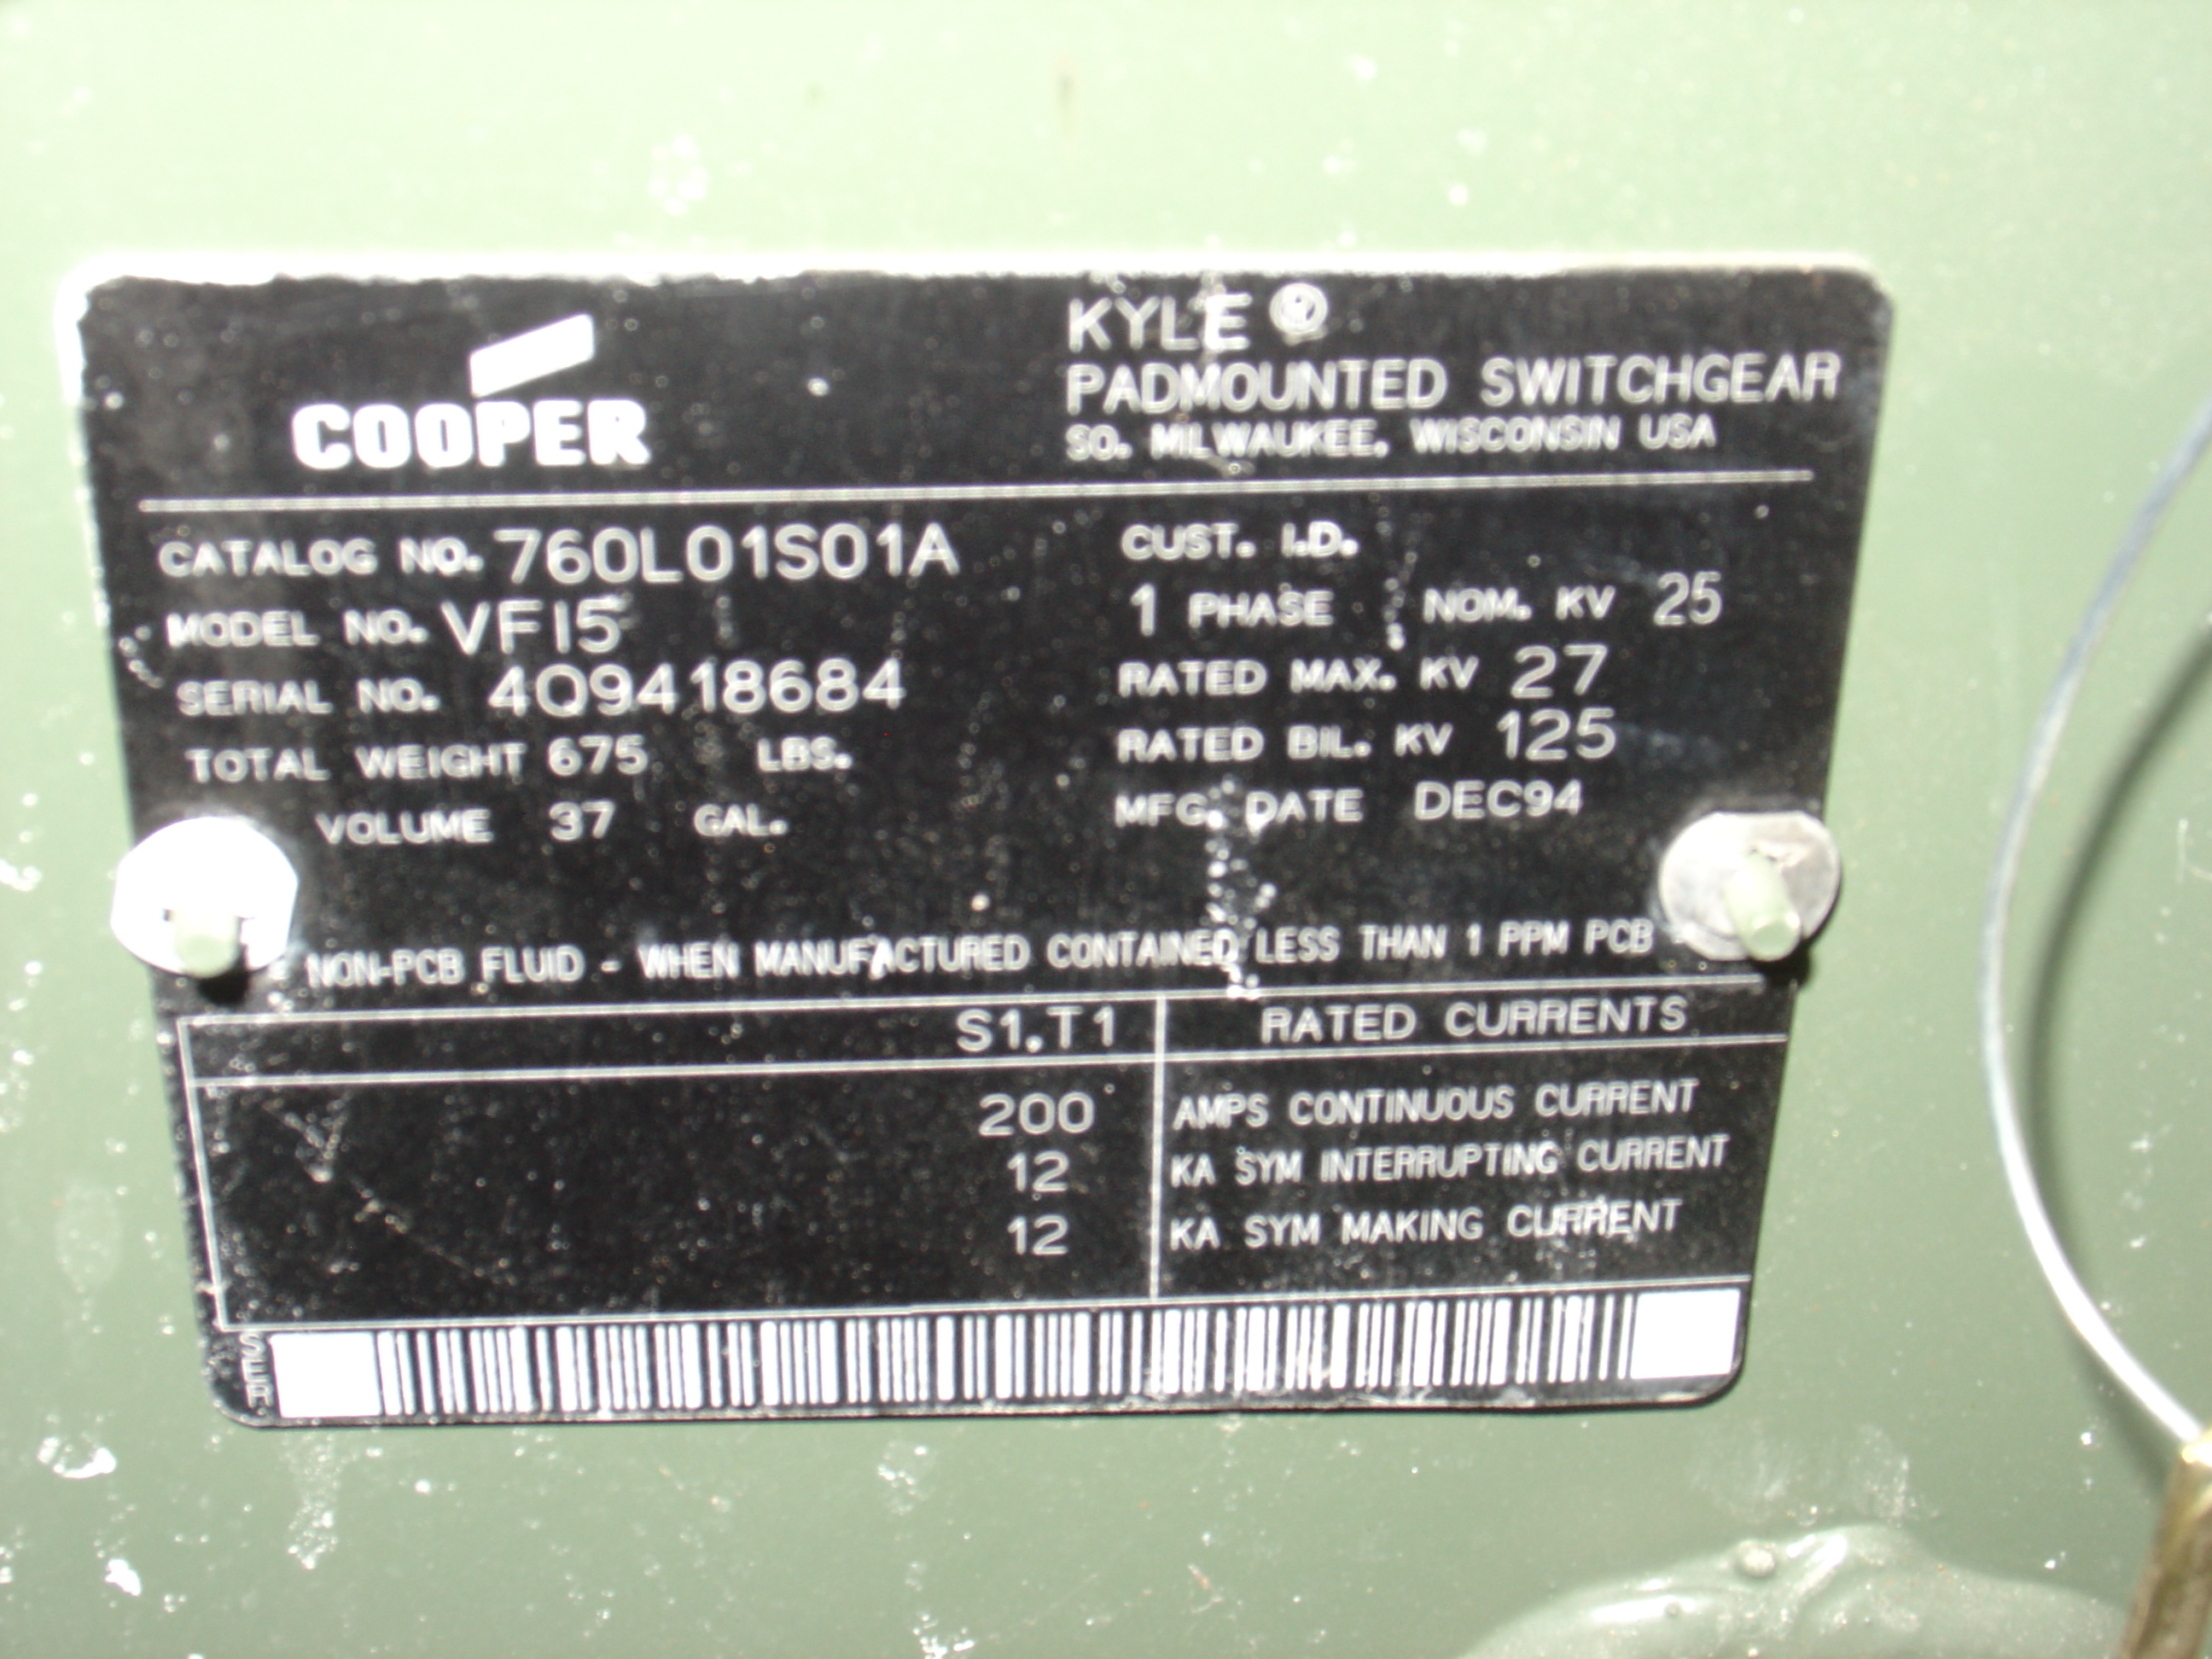 COOPER
KYLE ®
PADMOUNTED SWITCHGEAR
SO. MILWAUKEE, WISCONSIN USA
CATALOG NO. 760L01S01A
MODEL NO. VFI5
SERIAL NO. 4Q9418684
TOTAL WEIGHT 675 LBS.
VOLUME 37 GAL.
CUST. I.D.
1 PHASE NOM. KV 25
RATED MAX. KV 27
RATED BIL. KV 125
MFG. DATE DEC94
NON-PCB FLUID - WHEN MANUFACTURED CONTAINED LESS THAN 1 PPM PCB
S1.T1 RATED CURRENTS
200 AMPS CONTINUOUS CURRENT
12 KA SYM INTERRUPTING CURRENT
12 KA SYM MAKING CURRENT
SER